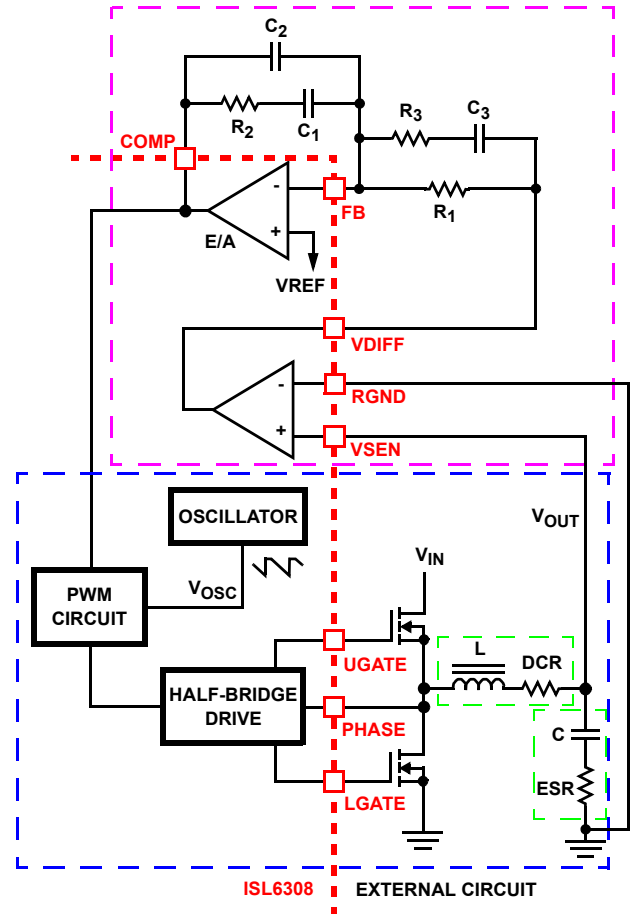 C2
R2
C1
R3
C3
COMP
-
+
E/A
FB
R1
VREF
VDIFF
-
RGND
+
VSEN
VOUT
OSCILLATOR
VIN
PWM
CIRCUIT
VOSC
UGATE
L
DCR
HALF-BRIDGE
DRIVE
PHASE
C
LGATE
ESR
ISL6308
EXTERNAL CIRCUIT